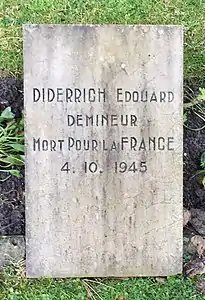 DIDERRICH EDOUARD
DEMINEUR
MORT POUR LA FRANCE
4. 10. 1945